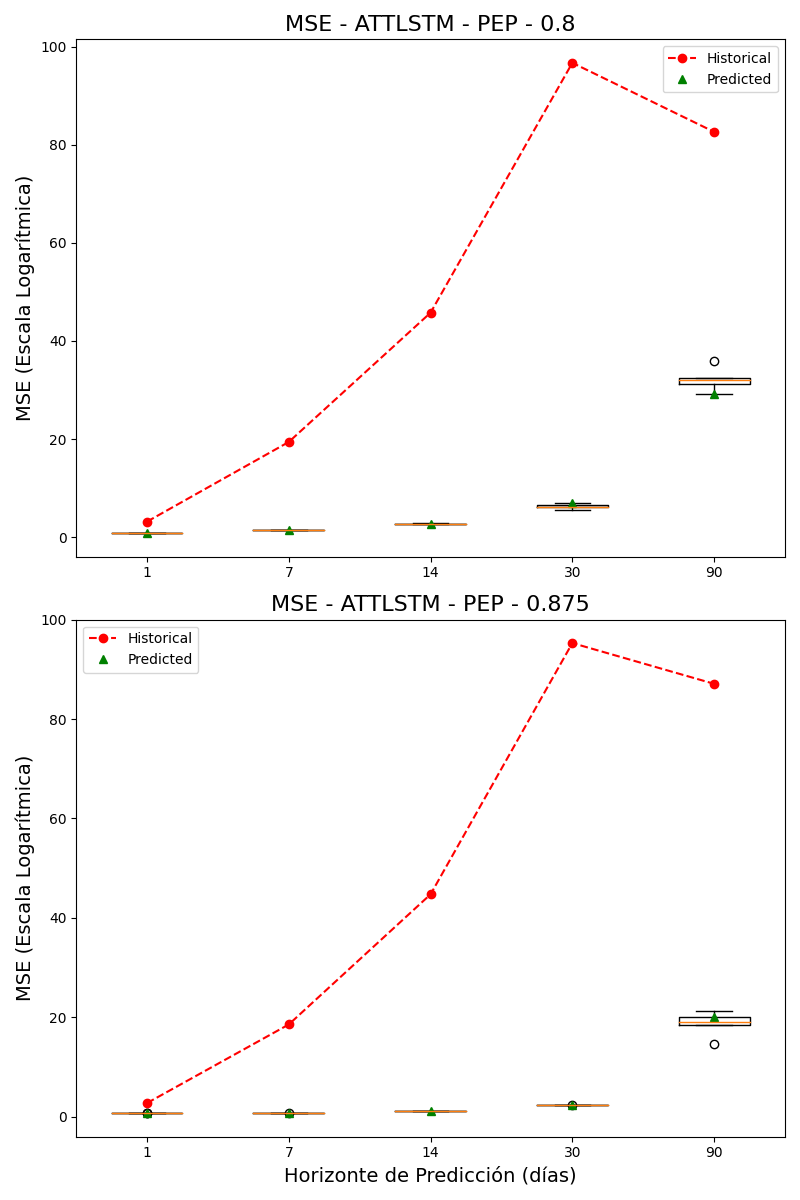 MSE - ATTLSTM - PEP - 0.8
MSE (Escala Logarítmica)
100
80
60
40
20
0
Historical
Predicted
1 7 14 30 90
MSE - ATTLSTM - PEP - 0.875
MSE (Escala Logarítmica)
100
80
60
40
20
0
Historical
Predicted
1 7 14 30 90
Horizonte de Predicción (días)